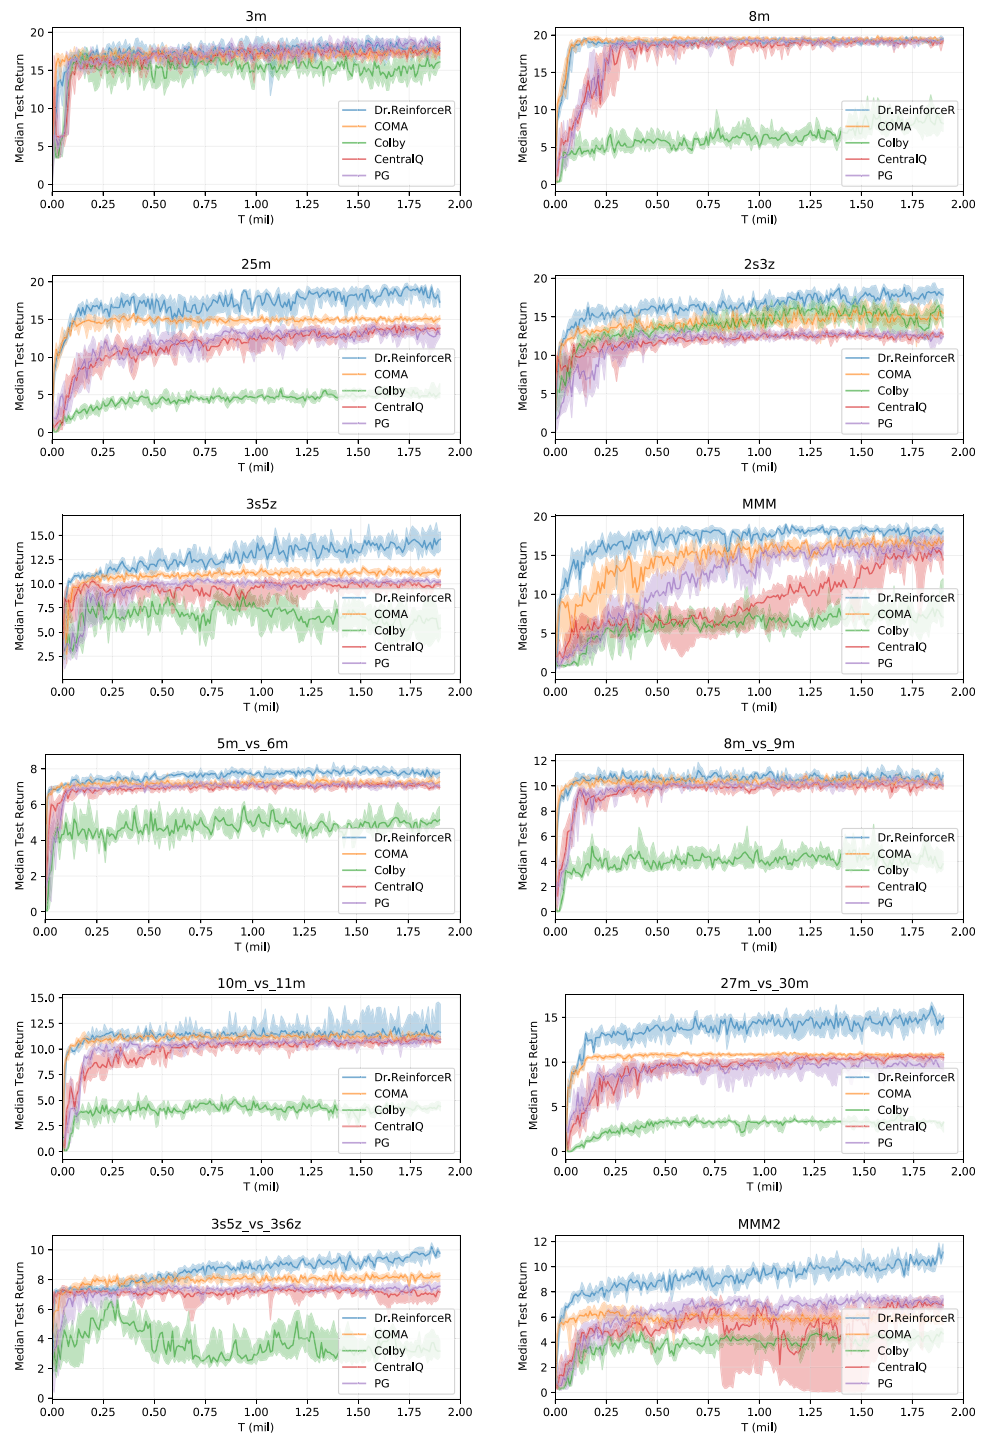 3m
Median Test Return
20
15
10
5
0
0.00 0.25 0.50 0.75 1.00 1.25 1.50 1.75 2.00
T (mil)
Dr.ReinforceR
COMA
Colby
CentralQ
PG
8m
Median Test Return
20
15
10
5
0
0.00 0.25 0.50 0.75 1.00 1.25 1.50 1.75 2.00
T (mil)
Dr.ReinforceR
COMA
Colby
CentralQ
PG
25m
Median Test Return
20
15
10
5
0
0.00 0.25 0.50 0.75 1.00 1.25 1.50 1.75 2.00
T (mil)
Dr.ReinforceR
COMA
Colby
CentralQ
PG
2s3z
Median Test Return
20
15
10
5
0
0.00 0.25 0.50 0.75 1.00 1.25 1.50 1.75 2.00
T (mil)
Dr.ReinforceR
COMA
Colby
CentralQ
PG
3s5z
Median Test Return
15.0
12.5
10.0
7.5
5.0
2.5
0.00 0.25 0.50 0.75 1.00 1.25 1.50 1.75 2.00
T (mil)
Dr.ReinforceR
COMA
Colby
CentralQ
PG
MMM
Median Test Return
20
15
10
5
0
0.00 0.25 0.50 0.75 1.00 1.25 1.50 1.75 2.00
T (mil)
Dr.ReinforceR
COMA
Colby
CentralQ
PG
5m_vs_6m
Median Test Return
8
6
4
2
0
0.00 0.25 0.50 0.75 1.00 1.25 1.50 1.75 2.00
T (mil)
Dr.ReinforceR
COMA
Colby
CentralQ
PG
8m_vs_9m
Median Test Return
12
10
8
6
4
2
0
0.00 0.25 0.50 0.75 1.00 1.25 1.50 1.75 2.00
T (mil)
Dr.ReinforceR
COMA
Colby
CentralQ
PG
10m_vs_11m
Median Test Return
15.0
12.5
10.0
7.5
5.0
2.5
0.0
0.00 0.25 0.50 0.75 1.00 1.25 1.50 1.75 2.00
T (mil)
Dr.ReinforceR
COMA
Colby
CentralQ
PG
27m_vs_30m
Median Test Return
15
10
5
0
0.00 0.25 0.50 0.75 1.00 1.25 1.50 1.75 2.00
T (mil)
Dr.ReinforceR
COMA
Colby
CentralQ
PG
3s5z_vs_3s6z
Median Test Return
10
8
6
4
2
0
0.00 0.25 0.50 0.75 1.00 1.25 1.50 1.75 2.00
T (mil)
Dr.ReinforceR
COMA
Colby
CentralQ
PG
MMM2
Median Test Return
12
10
8
6
4
2
0
0.00 0.25 0.50 0.75 1.00 1.25 1.50 1.75 2.00
T (mil)
Dr.ReinforceR
COMA
Colby
CentralQ
PG